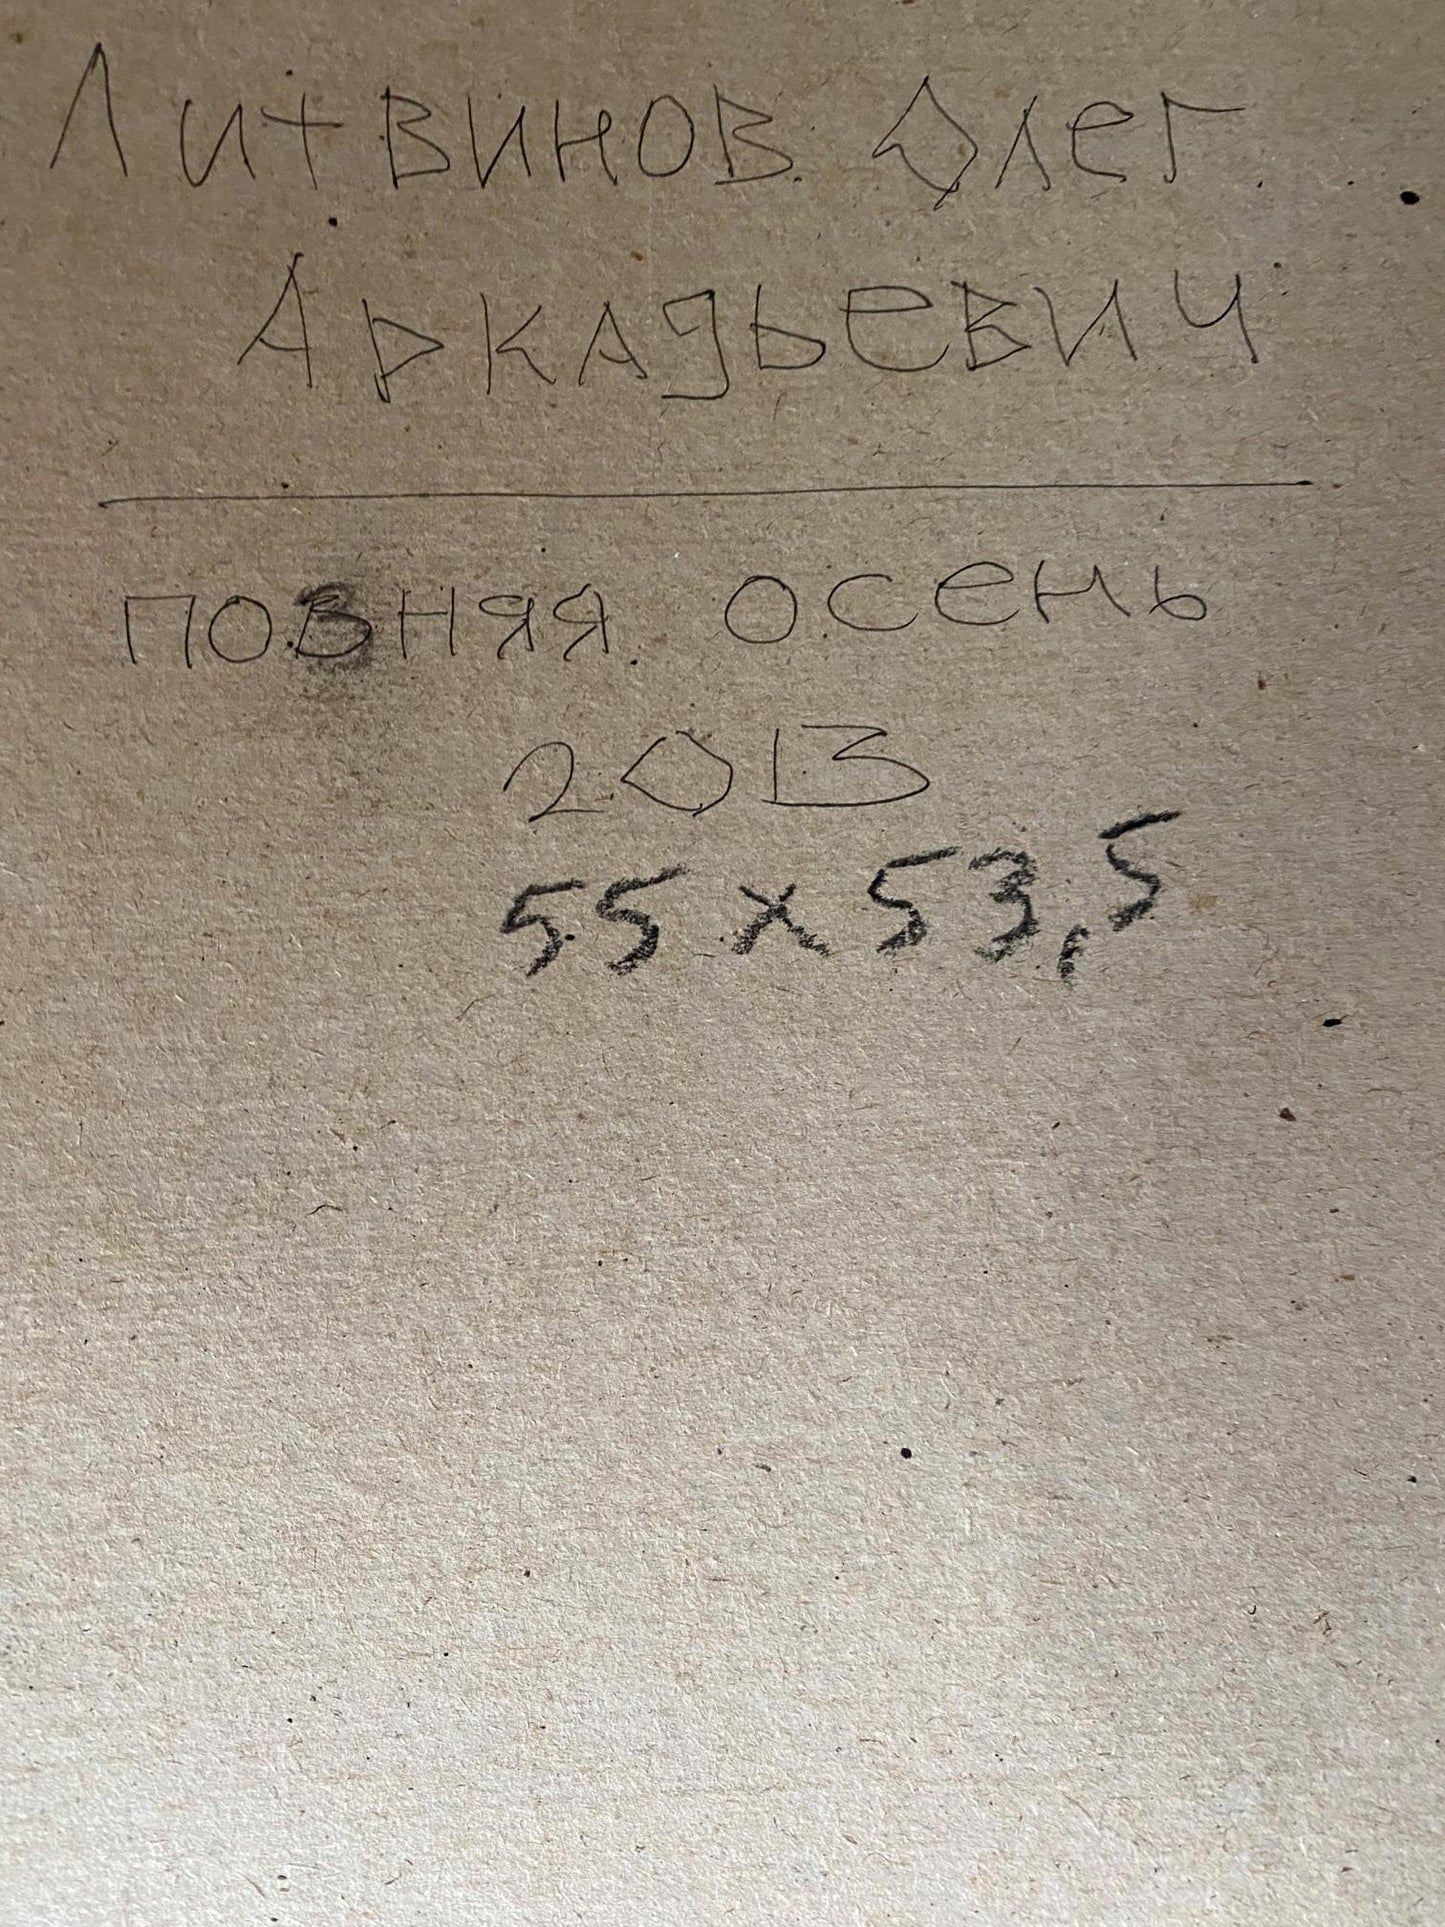 Литвинов Олег
Аркадьевич
позняя осень
2013
55 х 53,5